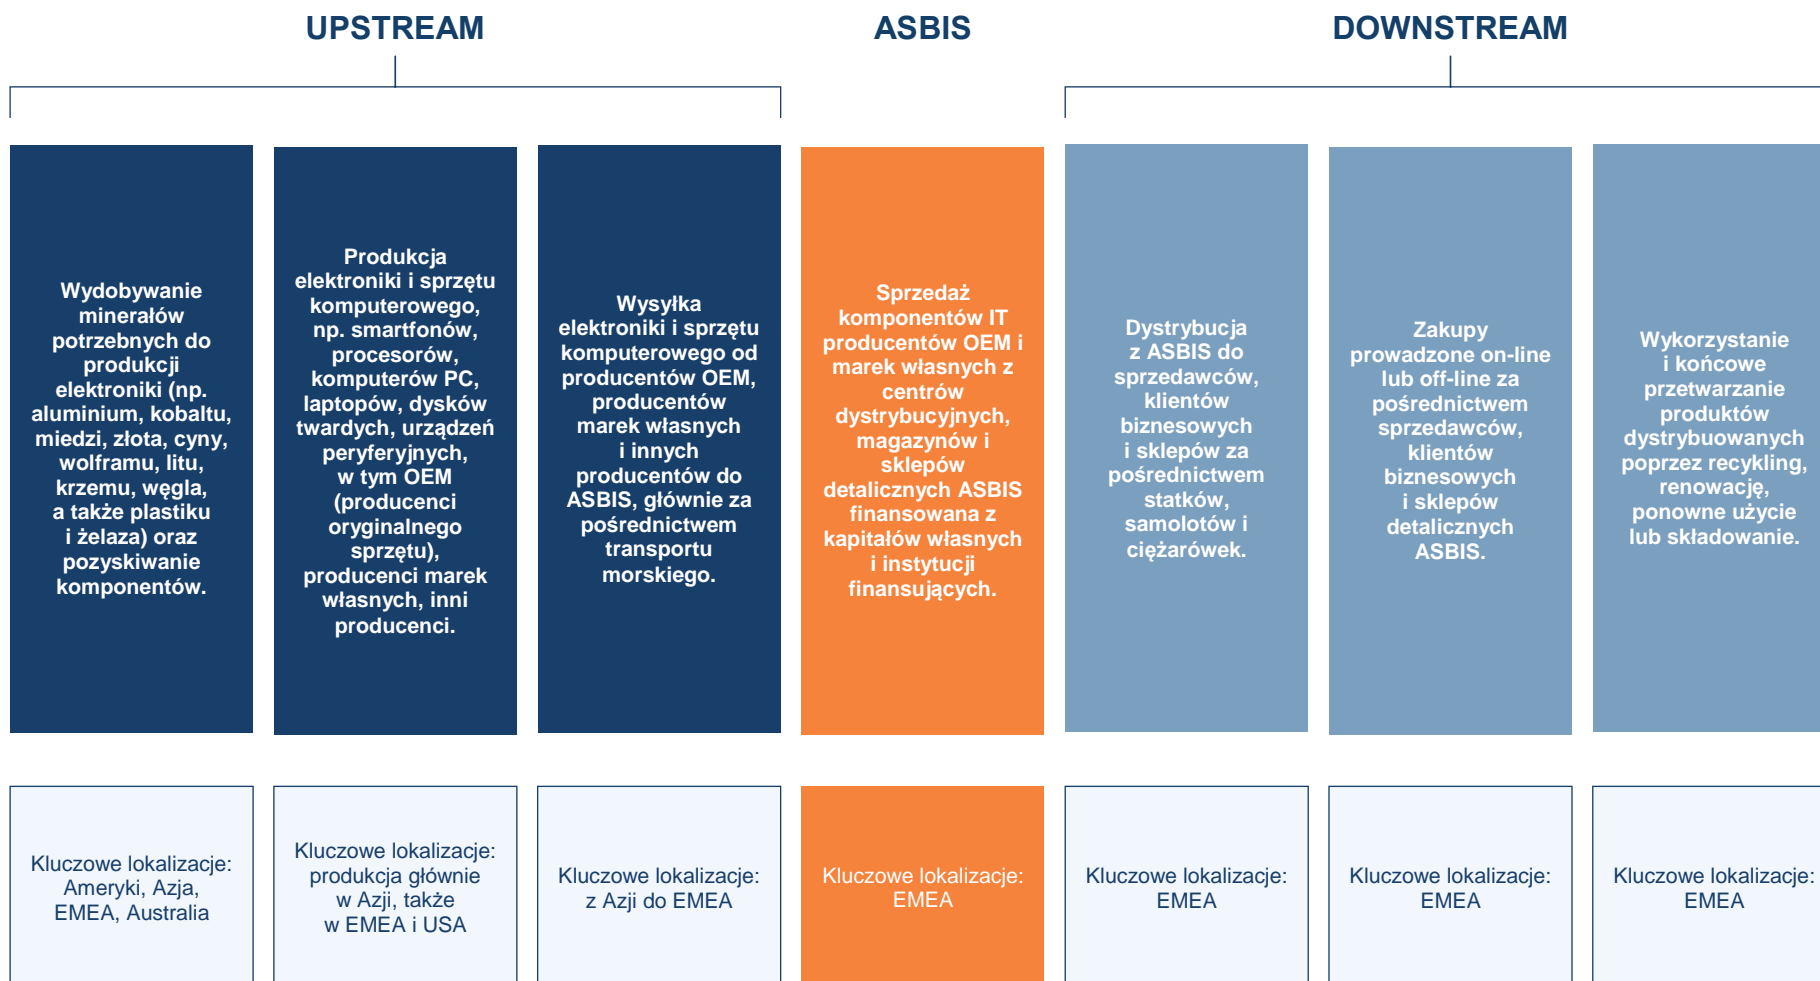 UPSTREAM
ASBIS
DOWNSTREAM
Wydobywanie
minerałów
potrzebnych do
produkcji
elektroniki (np.
aluminium, kobaltu,
miedzi, złota, cyny,
wolframu, litu,
krzemu, węgla,
a także plastiku
i żelaza) oraz
pozyskiwanie
komponentów.
Produkcja
elektroniki i sprzętu
komputerowego,
np. smartfonów,
procesorów,
komputerów PC,
laptopów, dysków
twardych, urządzeń
peryferyjnych,
w tym OEM
(producenci
oryginalnego
sprzętu),
producenci marek
własnych, inni
producenci.
Wysyłka
elektroniki i sprzętu
komputerowego od
producentów OEM,
producentów
marek własnych
i innych
producentów do
ASBIS, głównie za
pośrednictwem
transportu
morskiego.
Sprzedaż
komponentów IT
producentów OEM i
marek własnych z
centrów
dystrybucyjnych,
magazynów i
sklepów
detalicznych ASBIS
finansowana z
kapitałów własnych
i instytucji
finansujących.
Dystrybucja
z ASBIS do
sprzedawców,
klientów
biznesowych
i sklepów za
pośrednictwem
statków,
samolotów i
ciężarówek.
Zakupy
prowadzone on-line
lub off-line za
pośrednictwem
sprzedawców,
klientów
biznesowych
i sklepów
detalicznych
ASBIS.
Wykorzystanie
i końcowe
przetwarzanie
produktów
dystrybuowanych
poprzez recykling,
renowację,
ponowne użycie
lub składowanie.
Kluczowe lokalizacje:
Ameryki, Azja,
EMEA, Australia
Kluczowe lokalizacje:
produkcja głównie
w Azji, także
w EMEA i USA
Kluczowe lokalizacje:
z Azji do EMEA
Kluczowe lokalizacje:
EMEA
Kluczowe lokalizacje:
EMEA
Kluczowe lokalizacje:
EMEA
Kluczowe lokalizacje:
EMEA